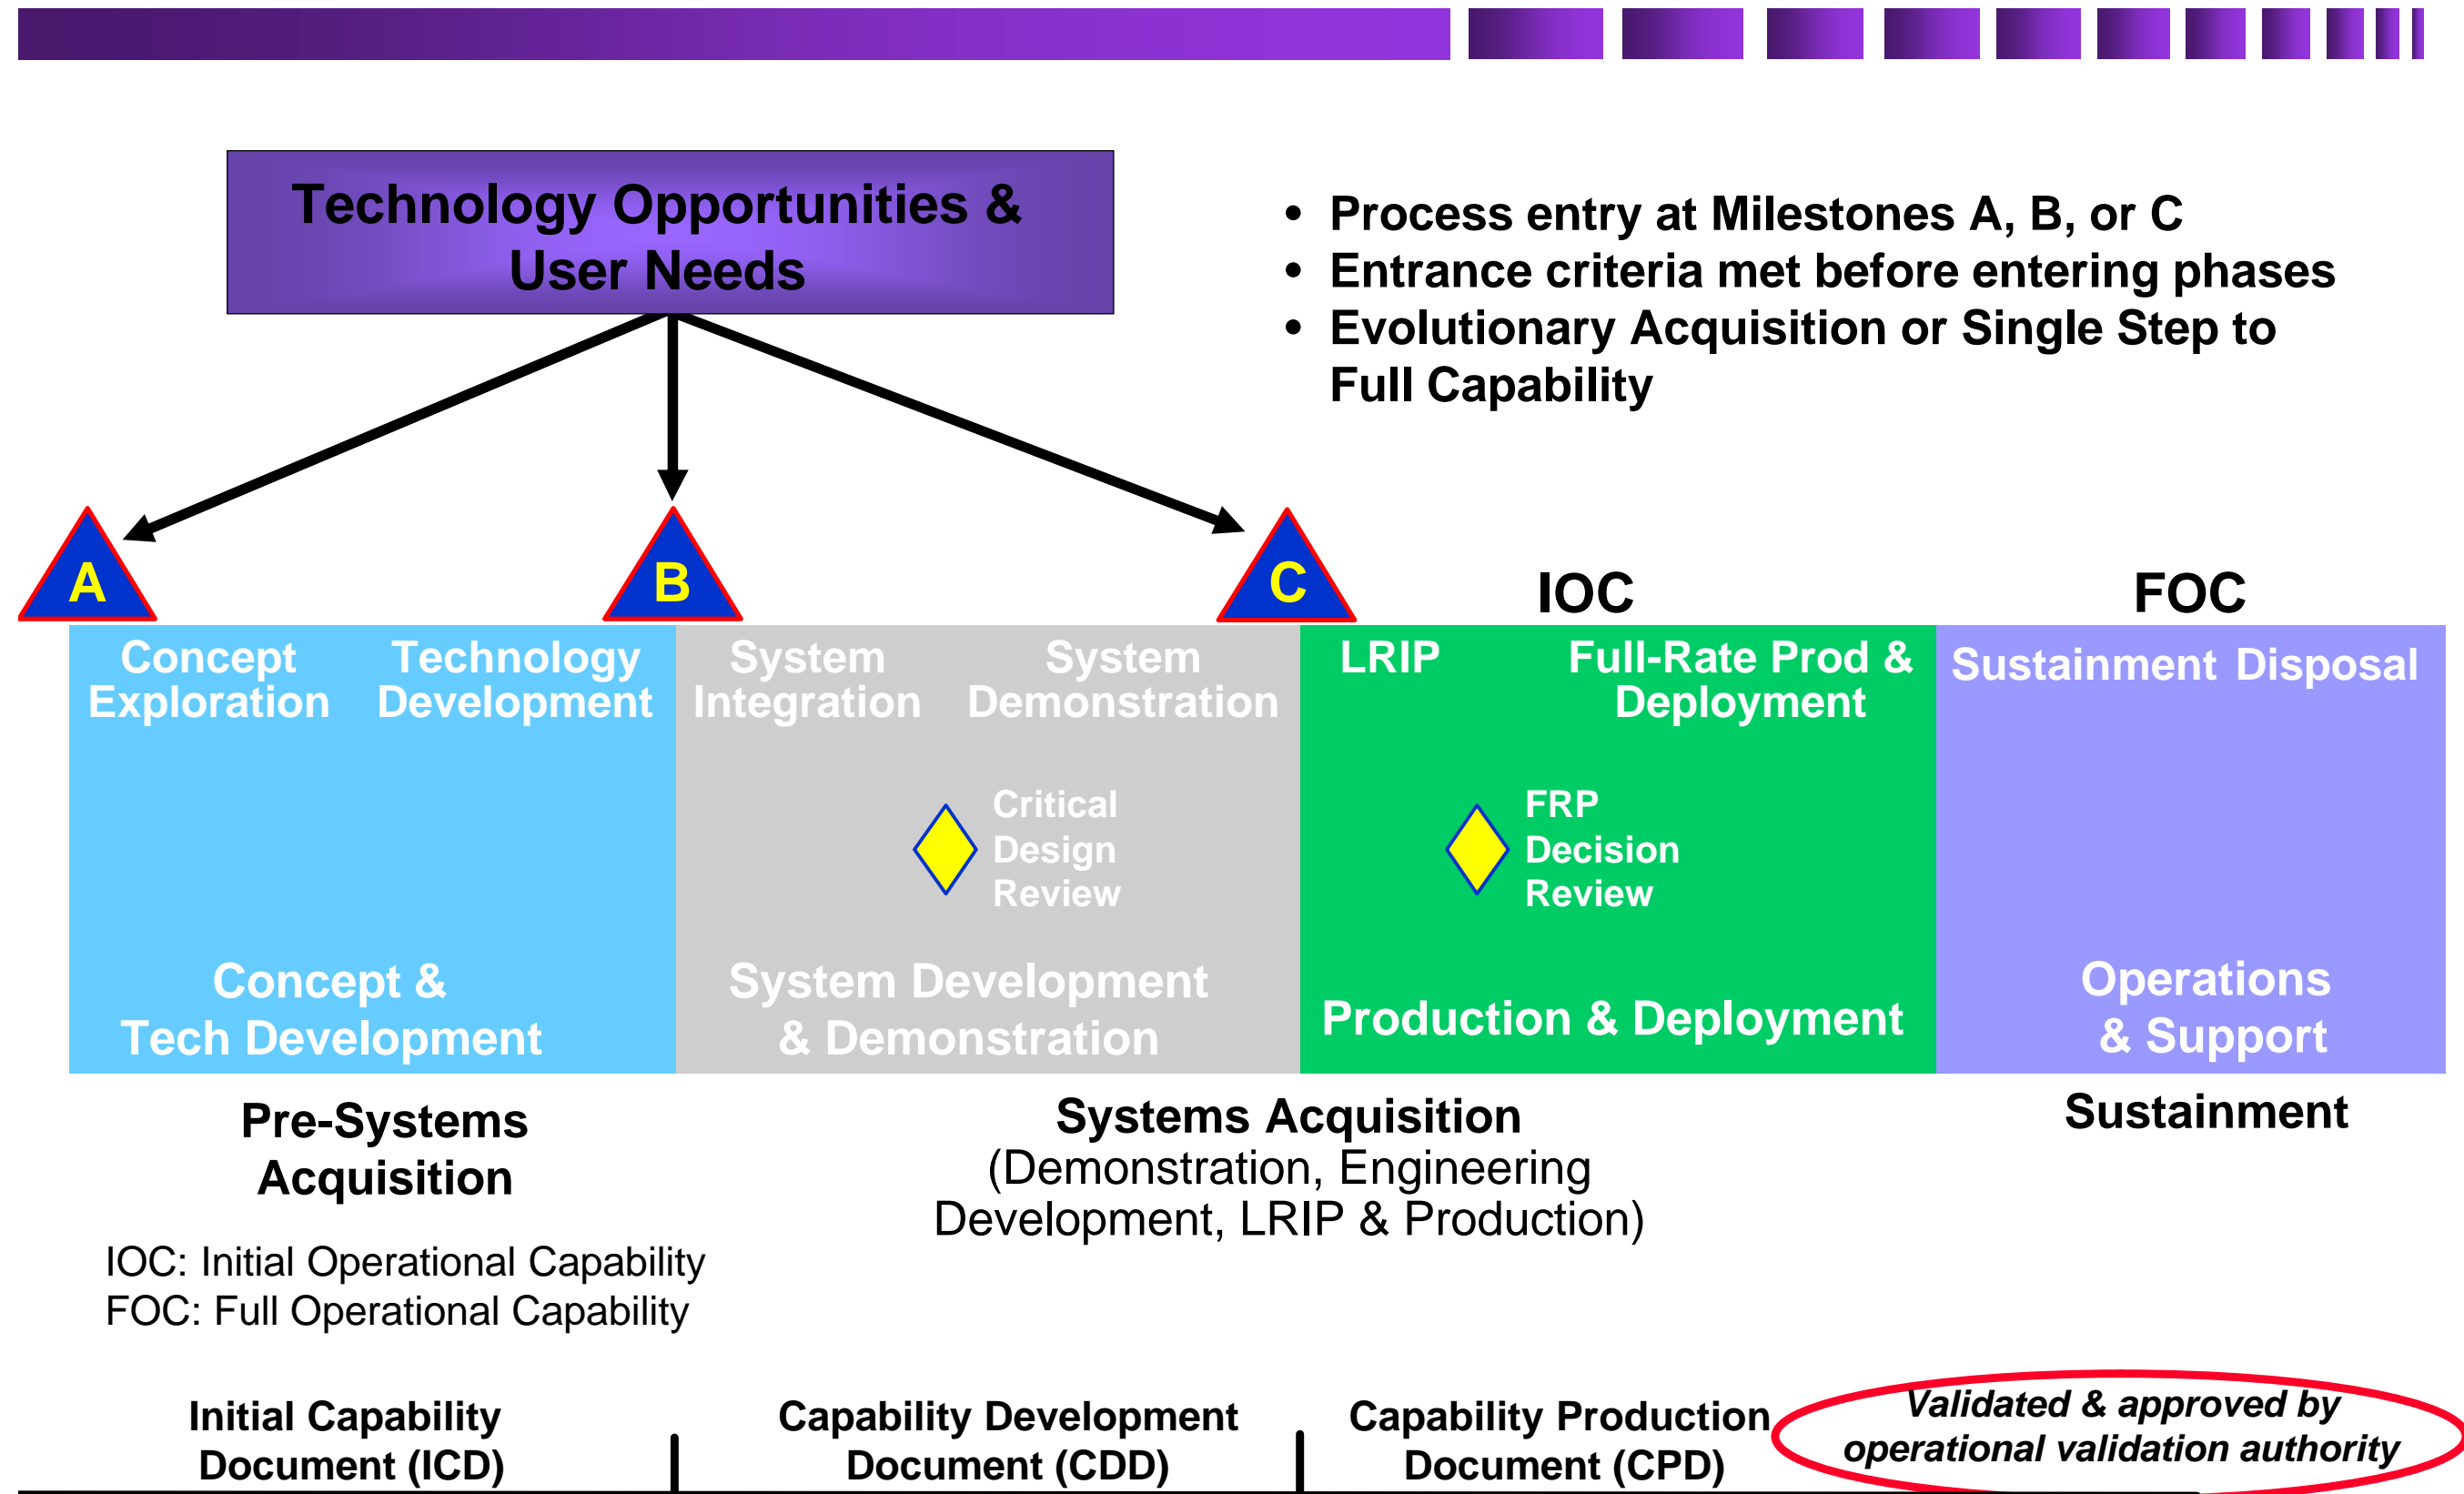 Technology Opportunities &
User Needs
• Process entry at Milestones A, B, or C
• Entrance criteria met before entering phases
• Evolutionary Acquisition or Single Step to
Full Capability
A
B
C
IOC
FOC
Concept
Exploration
Technology
Development
System
Integration
System
Demonstration
LRIP
Full-Rate Prod &
Deployment
Sustainment
Disposal
Critical
Design
Review
FRP
Decision
Review
Concept &
Tech Development
System Development
& Demonstration
Production & Deployment
Operations
& Support
Pre-Systems
Acquisition
Systems Acquisition
(Demonstration, Engineering
Development, LRIP & Production)
Sustainment
IOC: Initial Operational Capability
FOC: Full Operational Capability
Initial Capability
Document (ICD)
Capability Development
Document (CDD)
Capability Production
Document (CPD)
Validated & approved by
operational validation authority